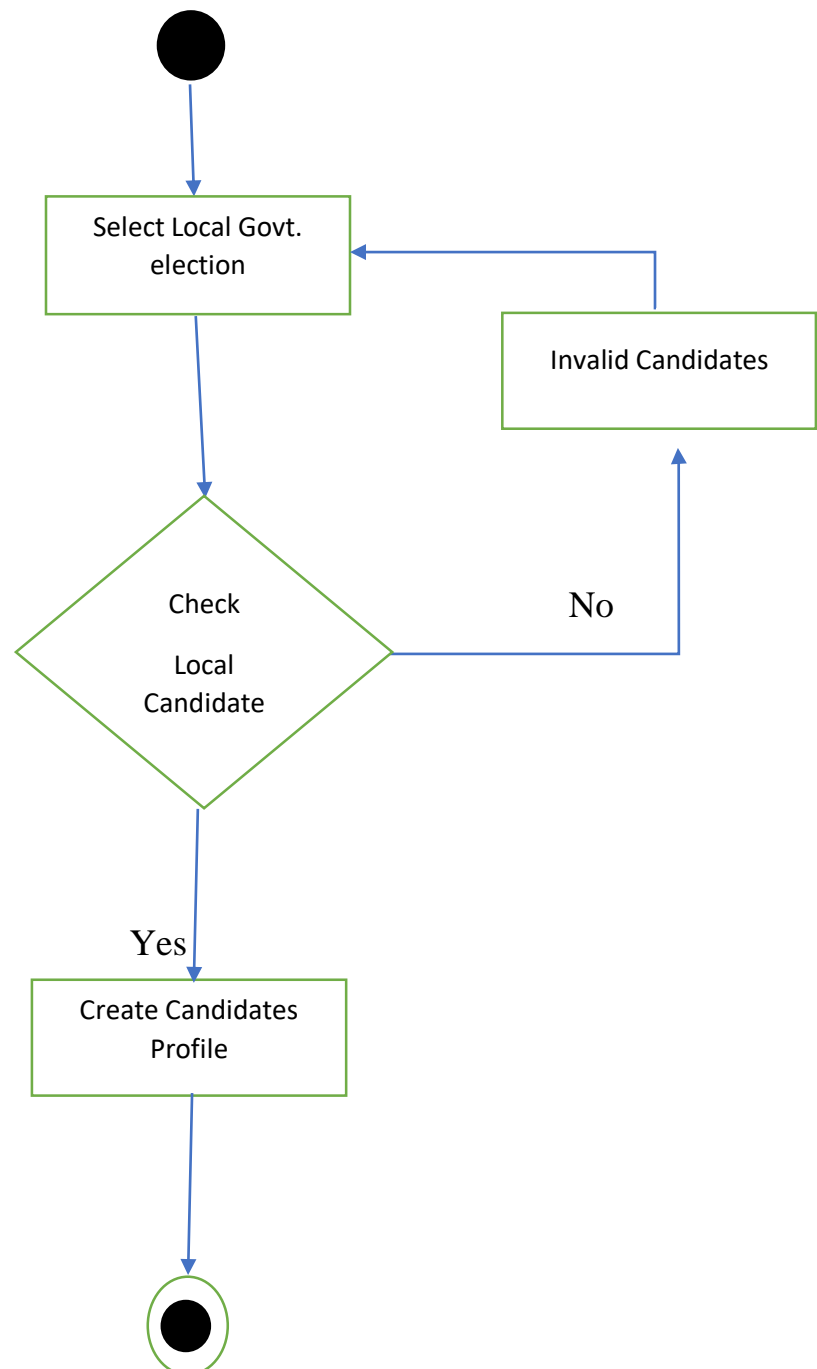 Select Local Govt.
election
Invalid Candidates
Check
Local
Candidate
No
Yes
Create Candidates
Profile